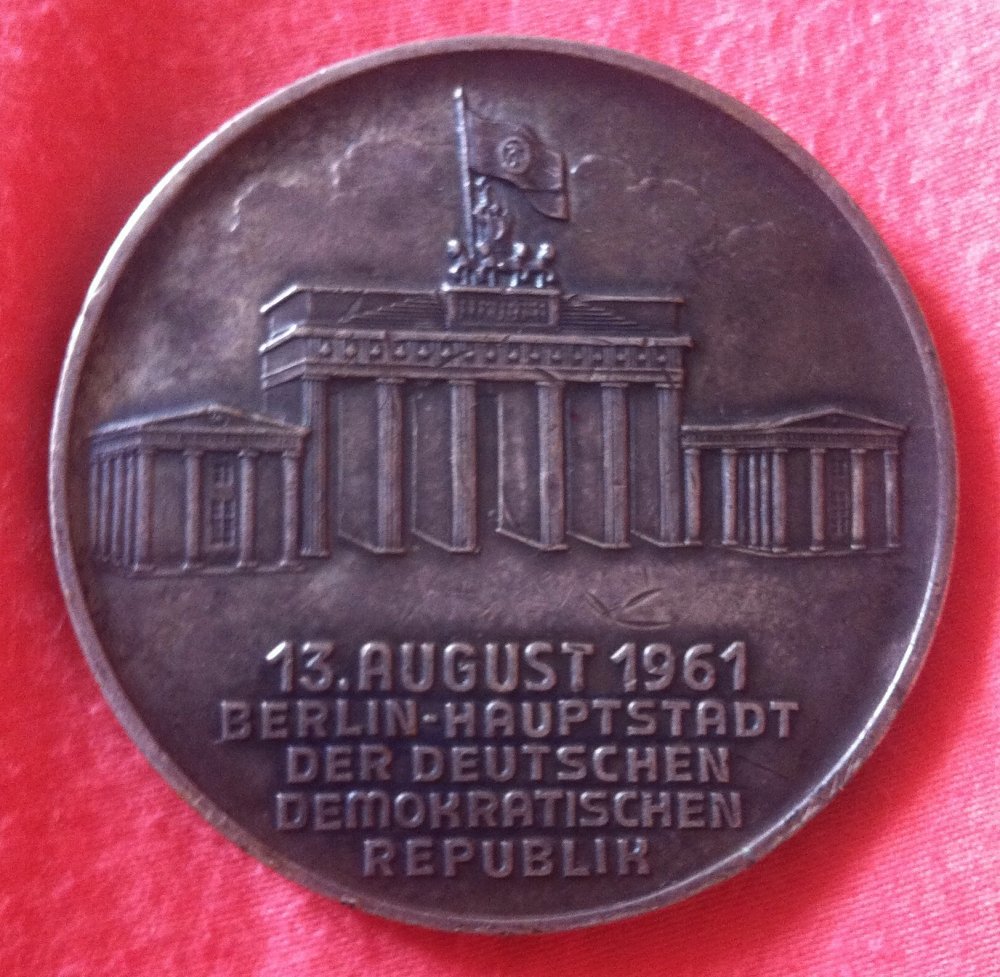 13. AUGUST 1961
BERLIN-HAUPTSTADT
DER DEUTSCHEN
DEMOKRATISCHEN
REPUBLIK